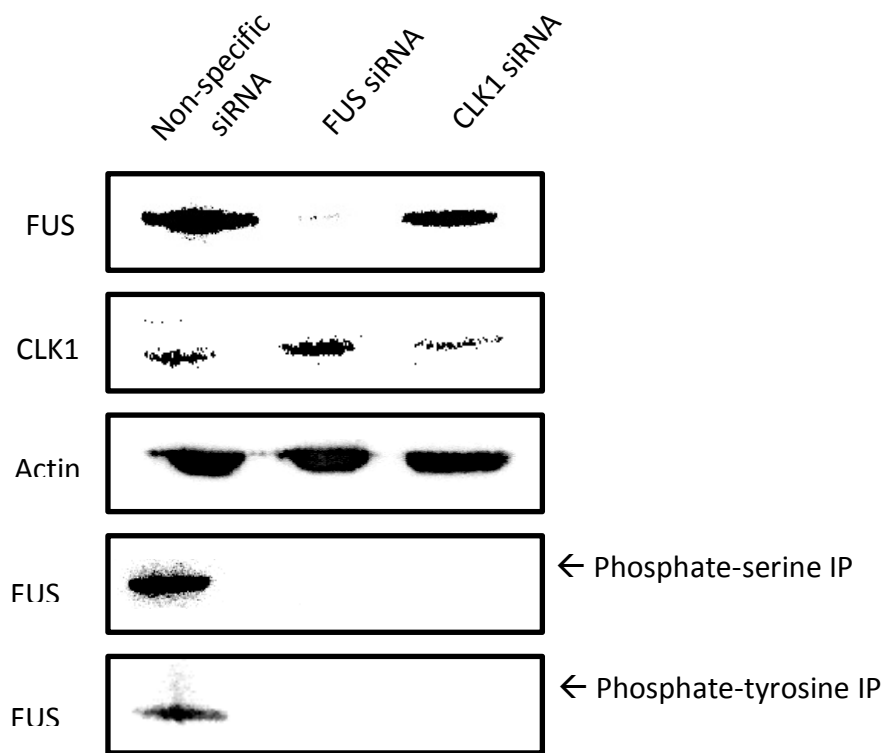 Non-specific
siRNA
FUS siRNA
CLK1 siRNA
FUS
CLK1
Actin
FUS
← Phosphate-serine IP
FUS
← Phosphate-tyrosine IP